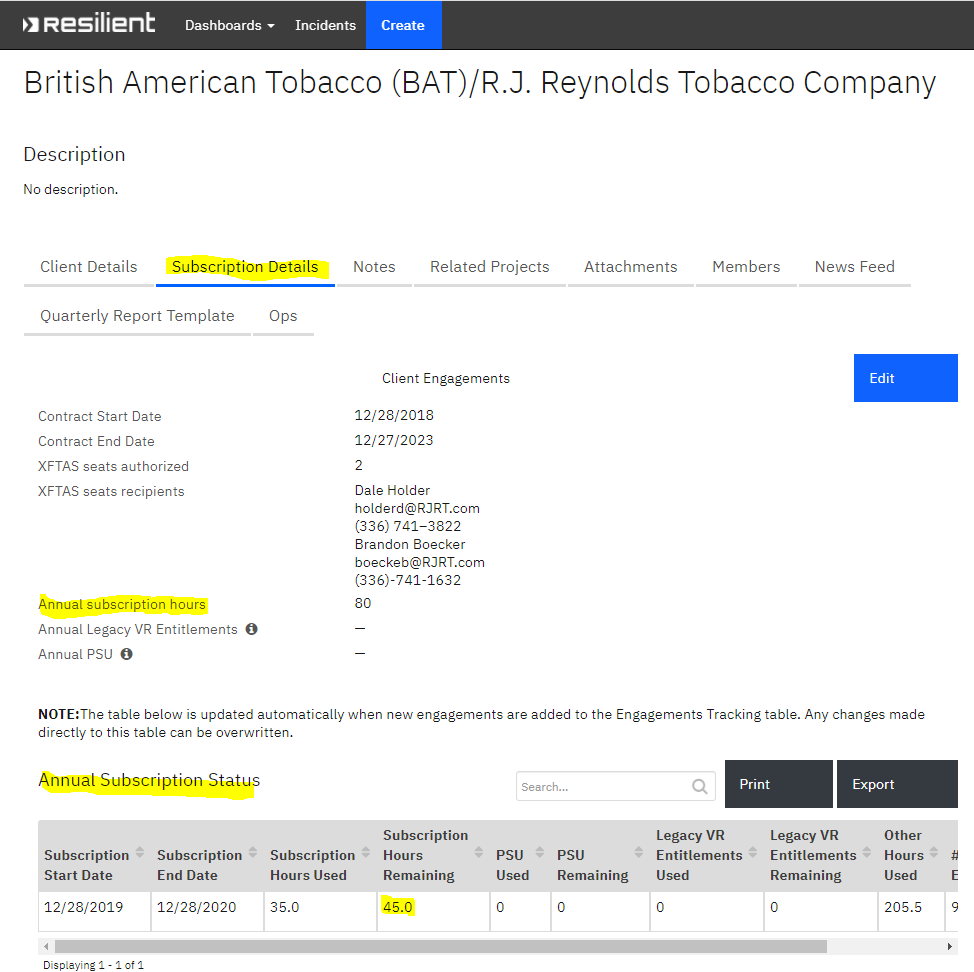 resilient Dashboards Incidents Create
British American Tobacco (BAT)/R.J. Reynolds Tobacco Company
Description
No description.
Client Details Subscription Details Notes Related Projects Attachments Members News Feed
Quarterly Report Template Ops
Client Engagements Edit
Contract Start Date 12/28/2018
Contract End Date 12/27/2023
XFTAS seats authorized 2
XFTAS seats recipients Dale Holder
holderd@RJRT.com
(336) 741–3822
Brandon Boecker
boeckeb@RJRT.com
(336)-741-1632
Annual subscription hours 80
Annual Legacy VR Entitlements —
Annual PSU —
NOTE:The table below is updated automatically when new engagements are added to the Engagements Tracking table. Any changes made
directly to this table can be overwritten.
Annual Subscription Status Search... Print Export
Subscription Legacy VR Legacy VR Other
Subscription Subscription Subscription Hours PSU PSU Entitlements Entitlements Hours #
Start Date End Date Hours Used Remaining Used Remaining Used Remaining Used E
12/28/2019 12/28/2020 35.0 45.0 0 0 0 0 205.5 9
Displaying 1 - 1 of 1